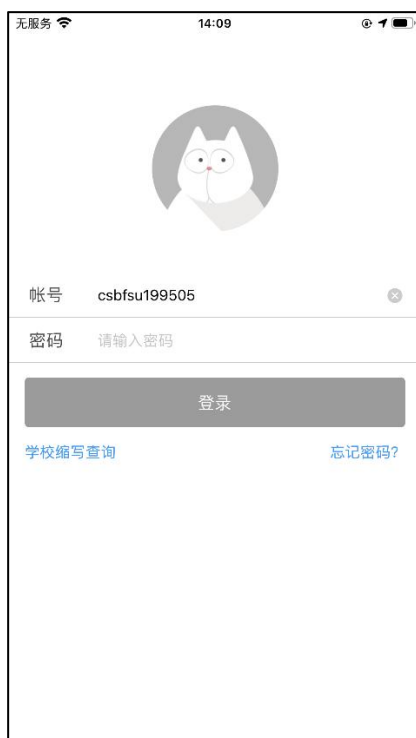 无服务 14:09
帐号 csbfsu199505
密码 请输入密码
登录
学校缩写查询 忘记密码?